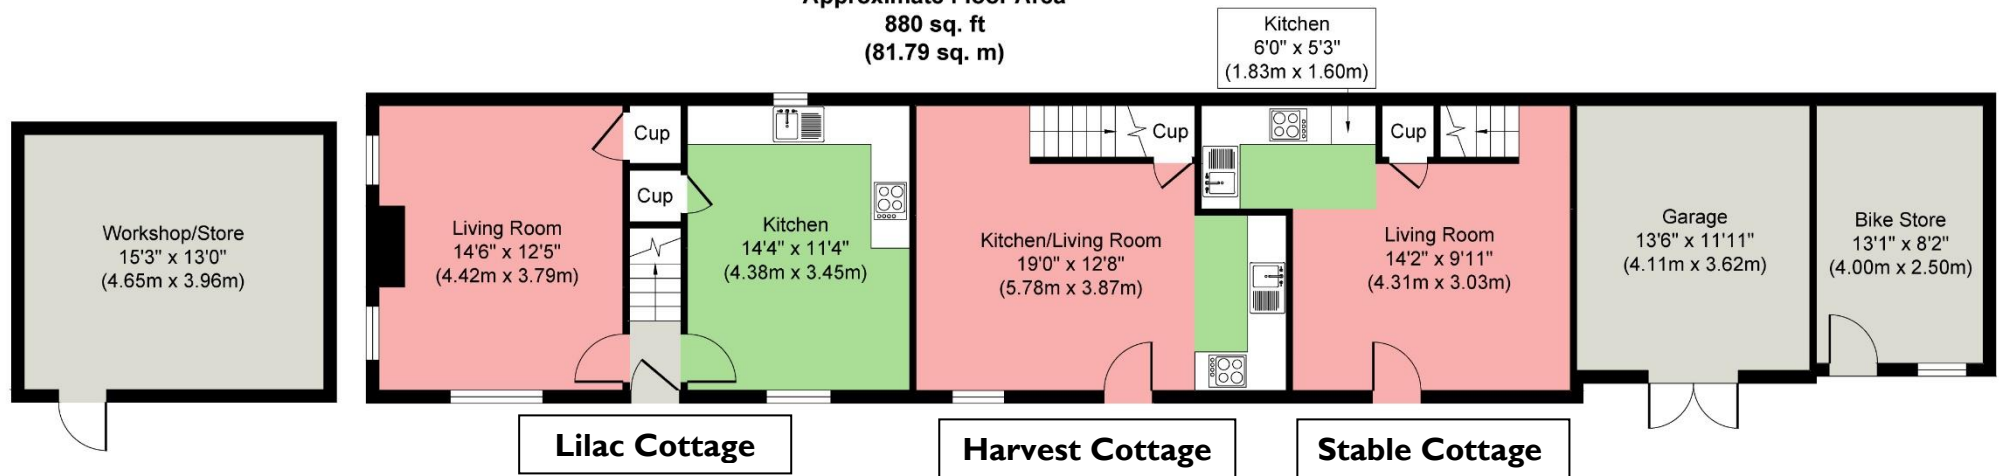 Approximate Floor Area
880 sq. ft
(81.79 sq. m)
Kitchen
6'0" x 5'3"
(1.83m x 1.60m)
Workshop/Store
15'3" x 13'0"
(4.65m x 3.96m)
Living Room
14'6" x 12'5"
(4.42m x 3.79m)
Cup
Cup
Kitchen
14'4" x 11'4"
(4.38m x 3.45m)
Kitchen/Living Room
19'0" x 12'8"
(5.78m x 3.87m)
Cup
Cup
Living Room
14'2" x 9'11"
(4.31m x 3.03m)
Garage
13'6" x 11'11"
(4.11m x 3.62m)
Bike Store
13'1" x 8'2"
(4.00m x 2.50m)
Lilac Cottage
Harvest Cottage
Stable Cottage